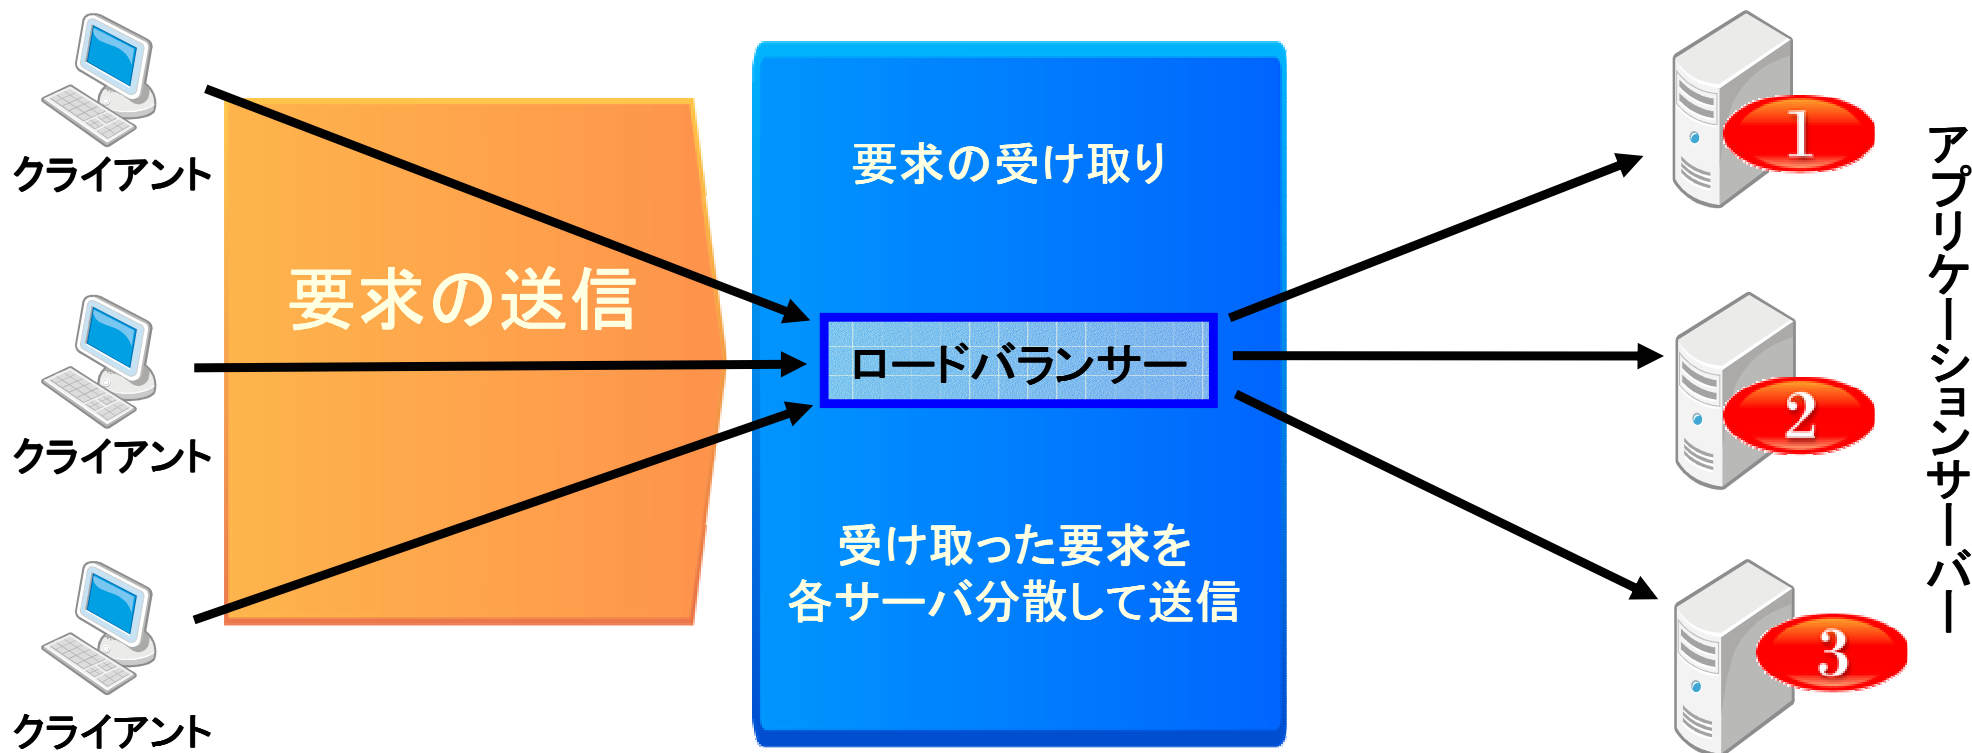 クライアント
クライアント
クライアント
要求の送信
要求の受け取り
ロードバランサー
受け取った要求を
各サーバ分散して送信
1
2
3
アプリケーションサーバー